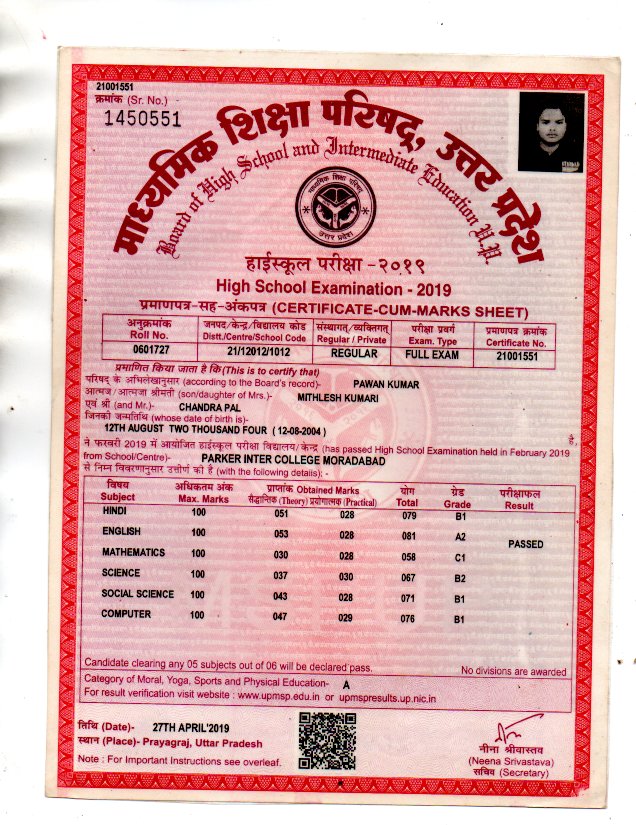 21001551
क्रमांक (Sr. No.)
1450551
माध्यमिक शिक्षा परिषद्, उत्तर प्रदेश
Board of High School and Intermediate Education U.P.
माध्यमिक शिक्षा परिषद
उत्तर प्रदेश
हाईस्कूल परीक्षा -२०१९
High School Examination - 2019
प्रमाणपत्र-सह-अंकपत्र (CERTIFICATE-CUM-MARKS SHEET)
अनुक्रमांक जनपद/केन्द्र/विद्यालय कोड संस्थागत्/व्यक्तिगत् परीक्षा प्रवर्ग प्रमाणपत्र क्रमांक
Roll No. Distt./Centre/School Code Regular / Private Exam. Type Certificate No.
0601727 21/12012/1012 REGULAR FULL EXAM 21001551
प्रमाणित किया जाता है कि (This is to certify that)
परिषद् के अभिलेखानुसार (according to the Board's record)- PAWAN KUMAR
आत्मज/आत्मजा श्रीमती (son/daughter of Mrs.)- MITHLESH KUMARI
एवं श्री (and Mr.)- CHANDRA PAL
जिनकी जन्मतिथि (whose date of birth is)-
12TH AUGUST TWO THOUSAND FOUR ( 12-08-2004 ) है,
ने फरवरी 2019 में आयोजित हाईस्कूल परीक्षा विद्यालय/केन्द्र (has passed High School Examination held in February 2019
from School/Centre)- PARKER INTER COLLEGE MORADABAD
से निम्न विवरणानुसार उत्तीर्ण की है (with the following details); -
विषय अधिकतम अंक प्राप्तांक Obtained Marks योग ग्रेड परीक्षाफल
Subject Max. Marks सैद्धान्तिक (Theory) प्रयोगात्मक (Practical) Total Grade Result
HINDI 100 051 028 079 B1
ENGLISH 100 053 028 081 A2 PASSED
MATHEMATICS 100 030 028 058 C1
SCIENCE 100 037 030 067 B2
SOCIAL SCIENCE 100 043 028 071 B1
COMPUTER 100 047 029 076 B1
Candidate clearing any 05 subjects out of 06 will be declared pass. No divisions are awarded
Category of Moral, Yoga, Sports and Physical Education- A
For result verification visit website : www.upmsp.edu.in or upmspresults.up.nic.in
तिथि (Date)- 27TH APRIL'2019
स्थान (Place)- Prayagraj, Uttar Pradesh
Note : For Important Instructions see overleaf.
नीना श्रीवास्तव
(Neena Srivastava)
सचिव (Secretary)